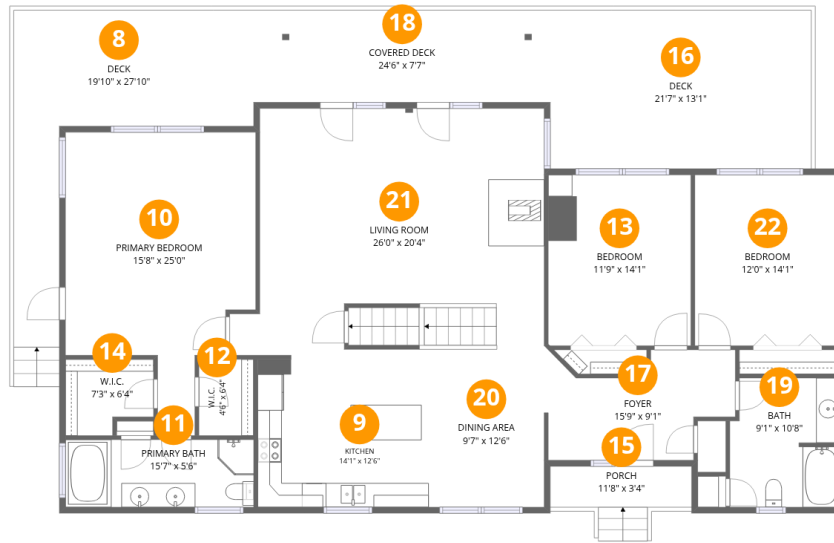 8
DECK
19'10" x 27'10"
18
COVERED DECK
24'6" x 7'7"
16
DECK
21'7" x 13'1"
10
PRIMARY BEDROOM
15'8" x 25'0"
21
LIVING ROOM
26'0" x 20'4"
13
BEDROOM
11'9" x 14'1"
22
BEDROOM
12'0" x 14'1"
14
W.I.C.
7'3" x 6'4"
12
W.I.C.
4'6" x 6'4"
17
FOYER
15'9" x 9'1"
19
BATH
9'1" x 10'8"
20
DINING AREA
9'7" x 12'6"
9
KITCHEN
14'1" x 12'6"
11
PRIMARY BATH
15'7" x 5'6"
15
PORCH
11'8" x 3'4"